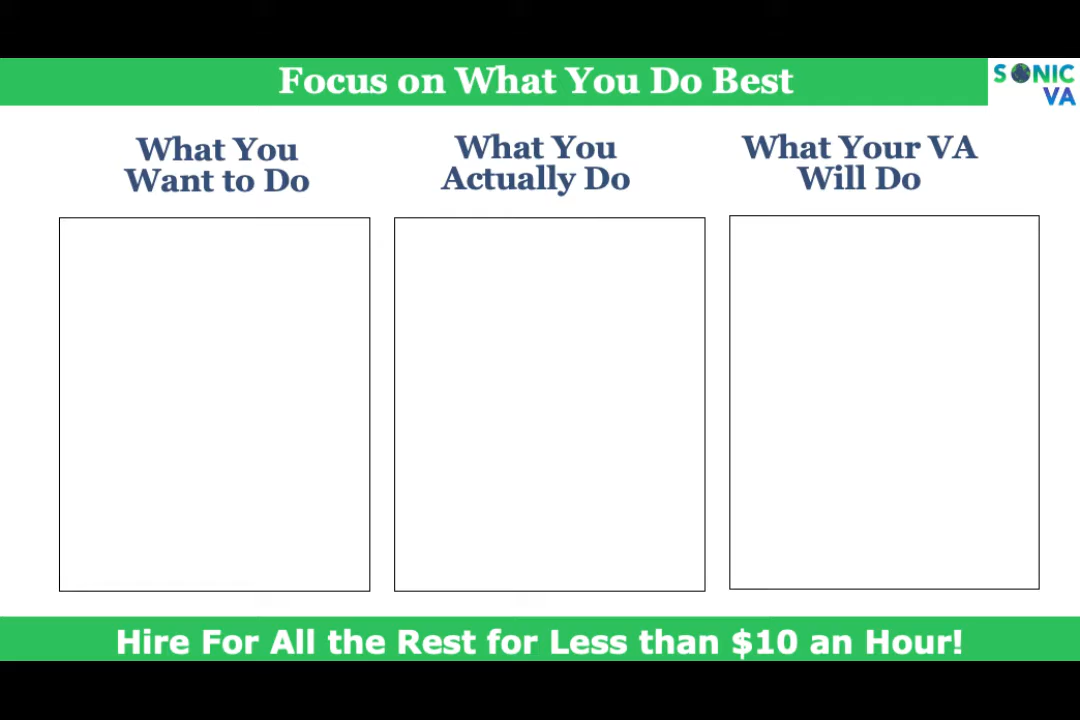 Focus on What You Do Best
SONIC
VA
What You
Want to Do
What You
Actually Do
What Your VA
Will Do
Hire For All the Rest for Less than $10 an Hour!